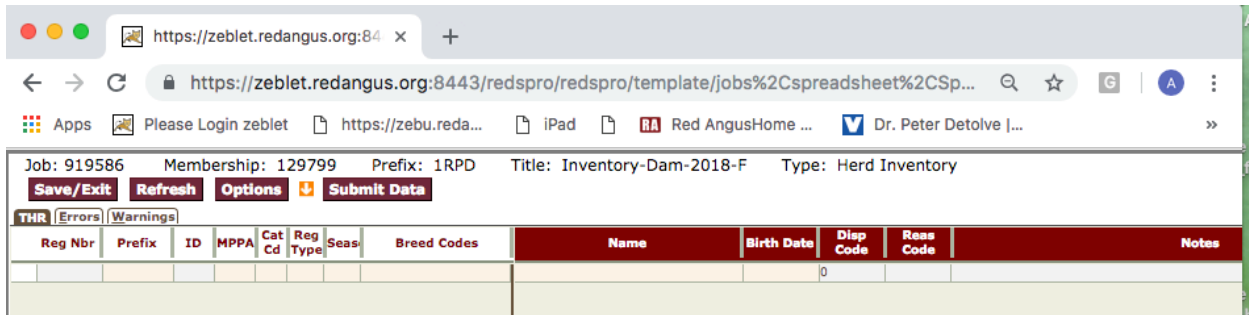 https://zeblet.redangus.org:84
https://zeblet.redangus.org:8443/redspro/redspro/template/jobs%2Cspreadsheet%2CSp... G A
Apps Please Login zeblet https://zebu.reda... iPad RA Red AngusHome ... V Dr. Peter Detolve |... »
Job: 919586 Membership: 129799 Prefix: 1RPD Title: Inventory-Dam-2018-F Type: Herd Inventory
Save/Exit Refresh Options Submit Data
THR Errors Warnings
Reg Nbr Prefix ID MPPA Cat Cd Reg Type Seas Breed Codes Name Birth Date Disp Code Reas Code Notes
0